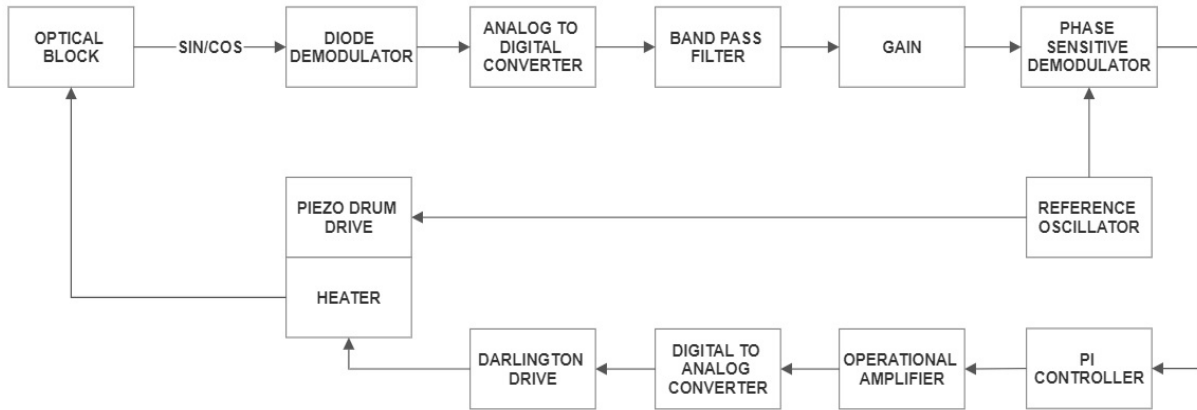 OPTICAL
BLOCK
SIN/COS
DIODE
DEMODULATOR
ANALOG TO
DIGITAL
CONVERTER
BAND PASS
FILTER
GAIN
PHASE
SENSITIVE
DEMODULATOR
PIEZO DRUM
DRIVE
REFERENCE
OSCILLATOR
HEATER
DARLINGTON
DRIVE
DIGITAL TO
ANALOG
CONVERTER
OPERATIONAL
AMPLIFIER
PI
CONTROLLER